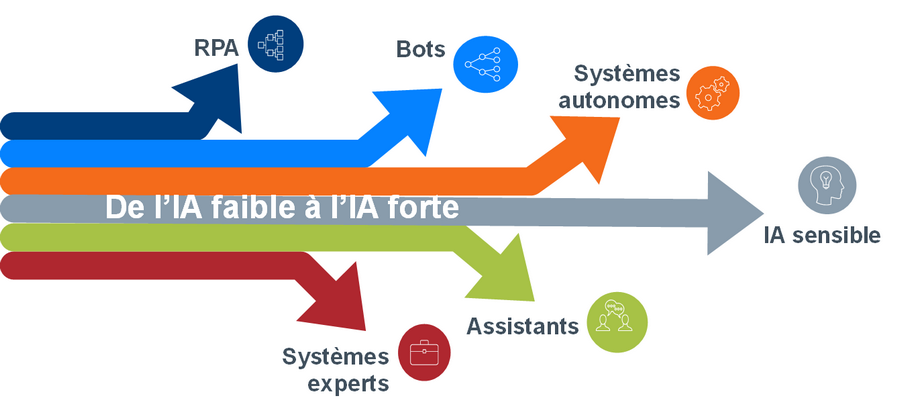 RPA
Bots
Systèmes
autonomes
De l’IA faible à l’IA forte
IA sensible
Assistants
Systèmes
experts